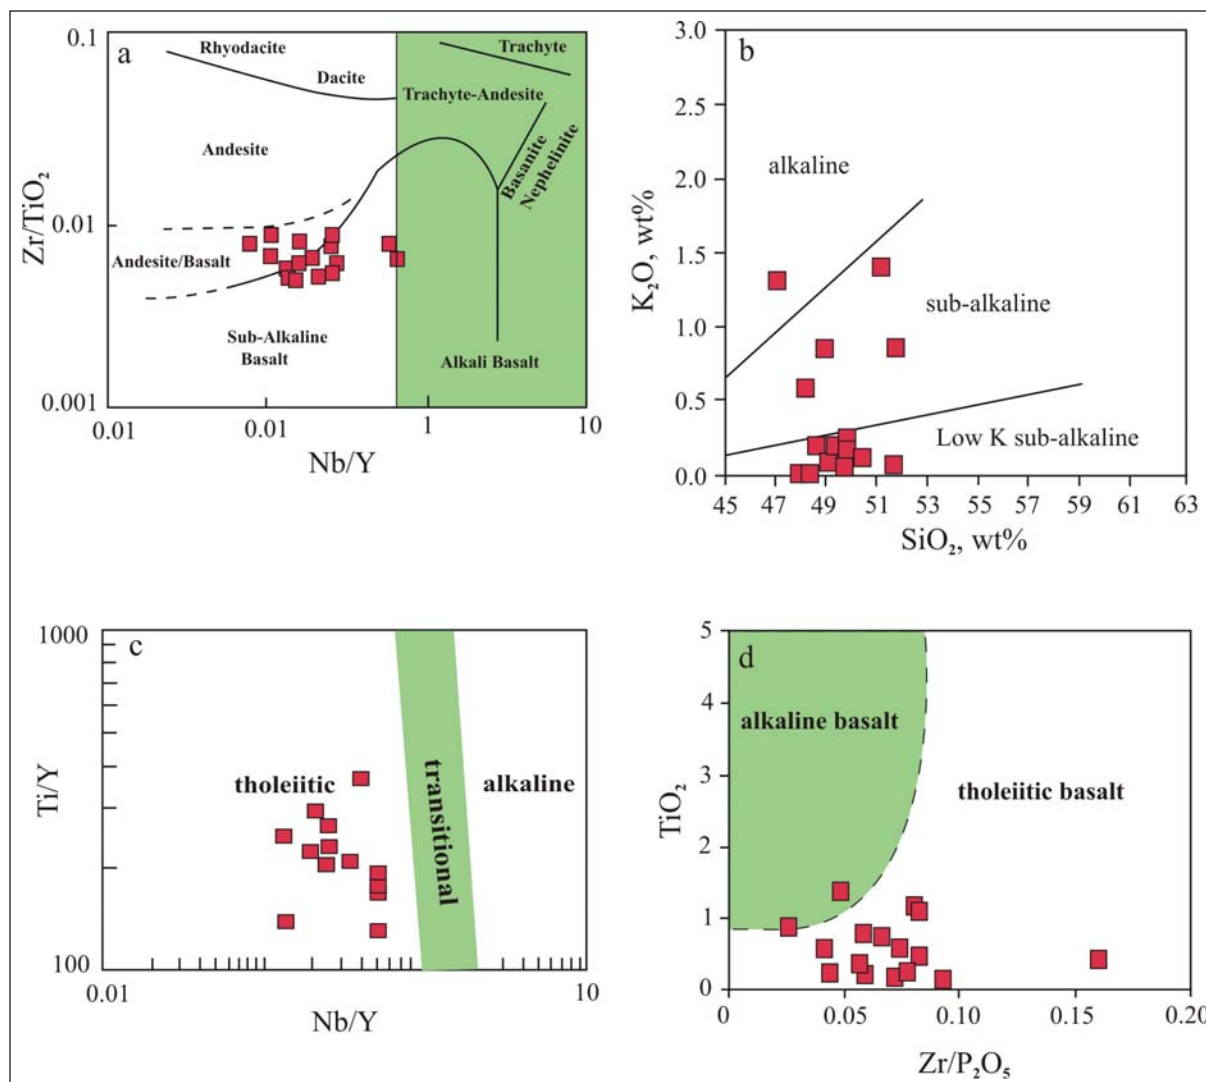 a
0.1
0.01
0.001
Zr/TiO₂
Rhyodacite
Dacite
Trachyte
Trachyte-Andesite
Andesite
Basanite
Nephelinite
Andesite/Basalt
Sub-Alkaline
Basalt
Alkali Basalt
0.01
0.01
1
10
Nb/Y
b
3.0
2.5
2.0
1.5
1.0
0.5
0.0
K₂O, wt%
alkaline
sub-alkaline
Low K sub-alkaline
45
47
49
51
53
55
57
59
61
63
SiO₂, wt%
c
1000
100
Ti/Y
tholeiitic
transitional
alkaline
0.01
10
Nb/Y
d
5
4
3
2
1
0
TiO₂
alkaline basalt
tholeiitic basalt
0
0.05
0.10
0.15
0.20
Zr/P₂O₅